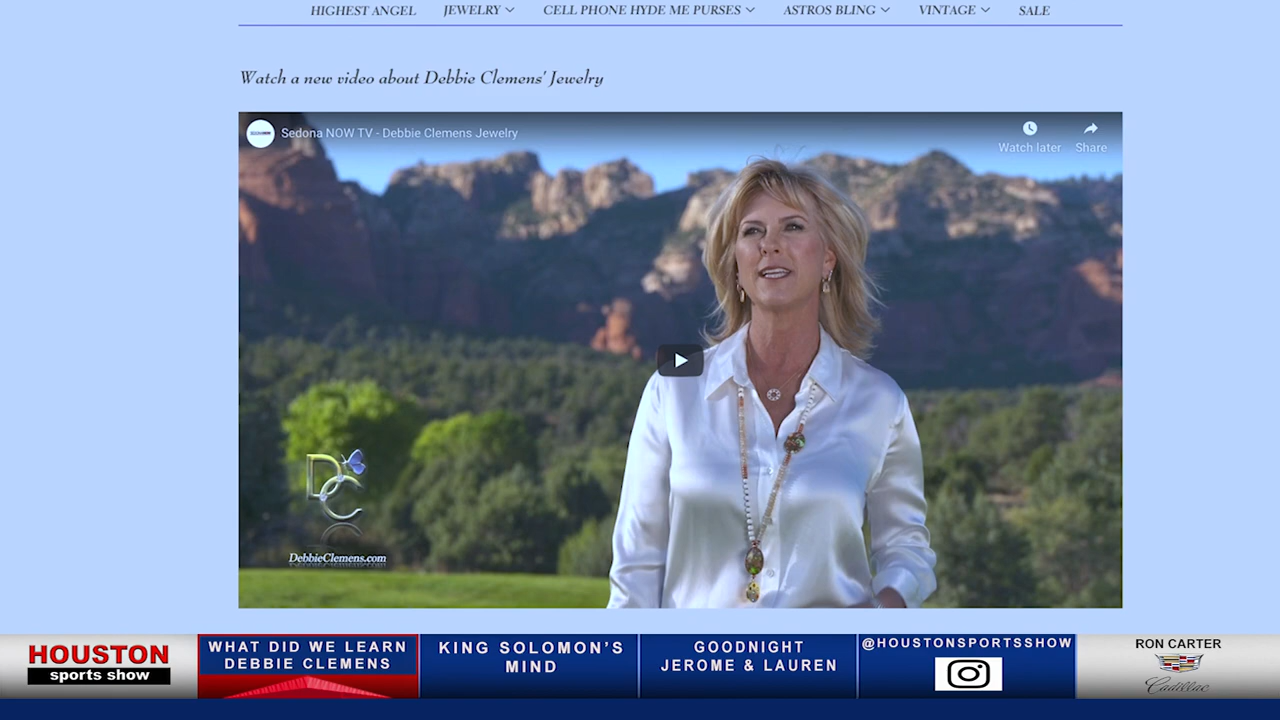 HIGHEST ANGEL JEWELRY CELL PHONE HYDE ME PURSES ASTROS BLING VINTAGE SALE
Watch a new video about Debbie Clemens' Jewelry
Sedona NOW TV - Debbie Clemens Jewelry
Watch later Share
DC
DebbieClemens.com
HOUSTON
sports show
WHAT DID WE LEARN
DEBBIE CLEMENS
KING SOLOMON'S
MIND
GOODNIGHT
JEROME & LAUREN
@HOUSTONSPORTSSHOW
RON CARTER
Cadillac